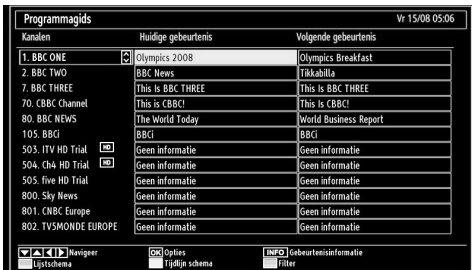 Programmagids Vr 15/08 05:06
Kanalen Huidige gebeurtenis Volgende gebeurtenis
1. BBC ONE Olympics 2008 Olympics Breakfast
2. BBC TWO BBC News Tikkabilla
7. BBC THREE This Is BBC THREE This Is BBC THREE
70. CBBC Channel This is CBBC! This is CBBC!
80. BBC NEWS The World Today World Business Report
105. BBCi BBCi BBCi
503. ITV HD Trial HD Geen informatie Geen informatie
504. Ch4 HD Trial HD Geen informatie Geen informatie
505. five HD Trial Geen informatie Geen informatie
800. Sky News Geen informatie Geen informatie
801. CNBC Europe Geen informatie Geen informatie
802. TV5MONDE EUROPE Geen informatie Geen informatie
Navigeer OK Opties INFO Gebeurtenisinformatie
Lijstschema Tijdlijn schema Filter